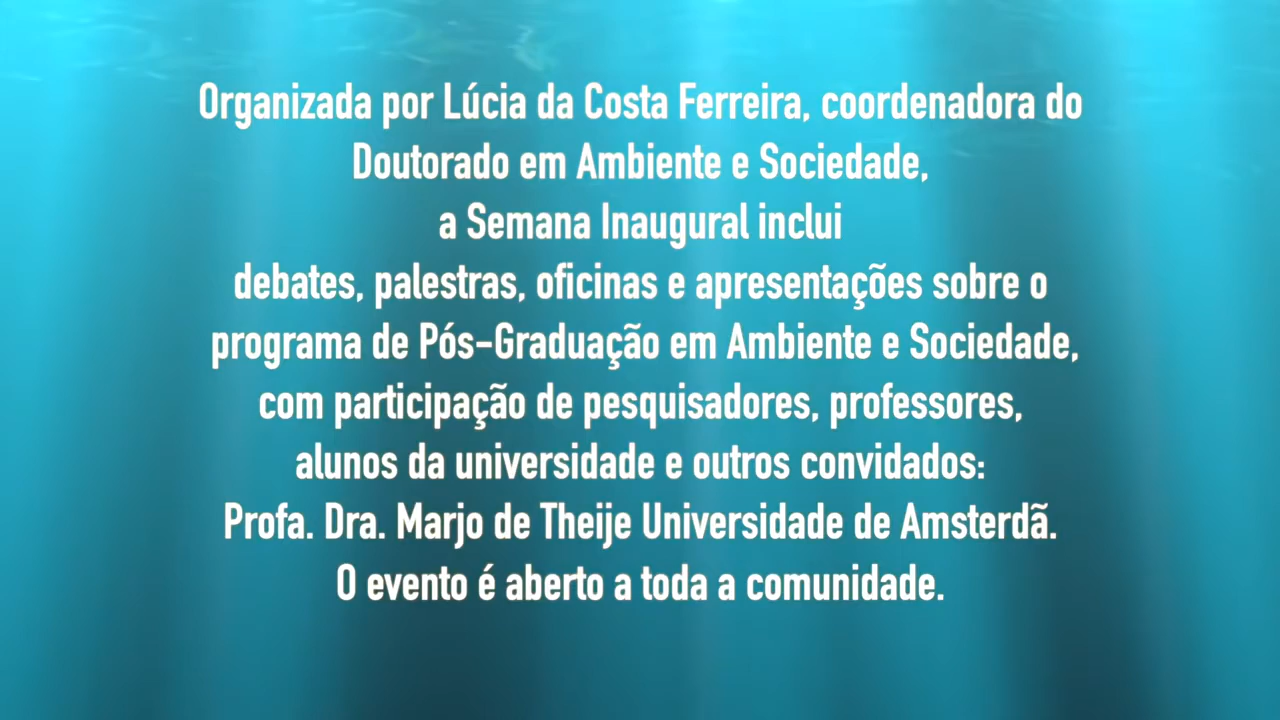 Organizada por Lúcia da Costa Ferreira, coordenadora do
Doutorado em Ambiente e Sociedade,
a Semana Inaugural inclui
debates, palestras, oficinas e apresentações sobre o
programa de Pós-Graduação em Ambiente e Sociedade,
com participação de pesquisadores, professores,
alunos da universidade e outros convidados:
Profa. Dra. Marjo de Theije Universidade de Amsterdã.
O evento é aberto a toda a comunidade.